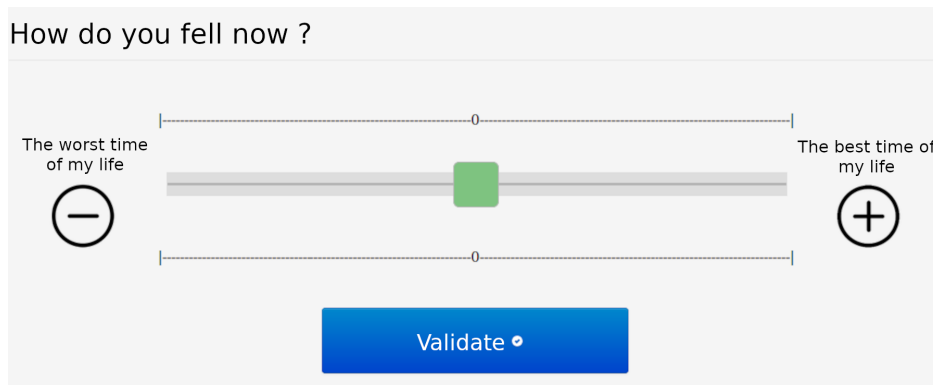 How do you fell now ?
|--------------------0--------------------|
The worst time
of my life
The best time of
my life
|--------------------0--------------------|
Validate